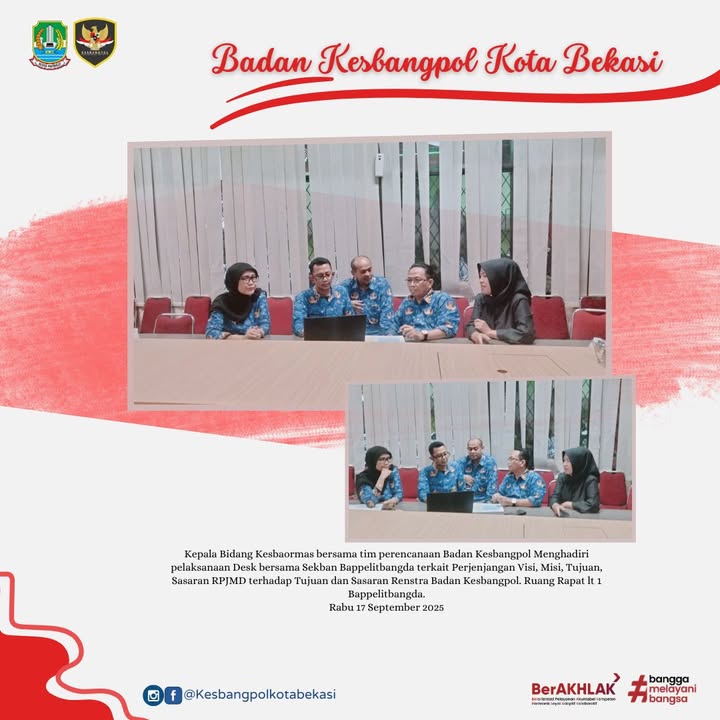 Badan Kesbangpol Kota Bekasi
Kepala Bidang Kesbaormas bersama tim perencanaan Badan Kesbangpol Menghadiri
pelaksanaan Desk bersama Sekban Bappelitbangda terkait Perjenjangan Visi, Misi, Tujuan,
Sasaran RPJMD terhadap Tujuan dan Sasaran Renstra Badan Kesbangpol. Ruang Rapat lt 1
Bappelitbangda.
Rabu 17 September 2025
@Kesbangpolkotabekasi
BerAKHLAK
#bangga
melayani
bangsa